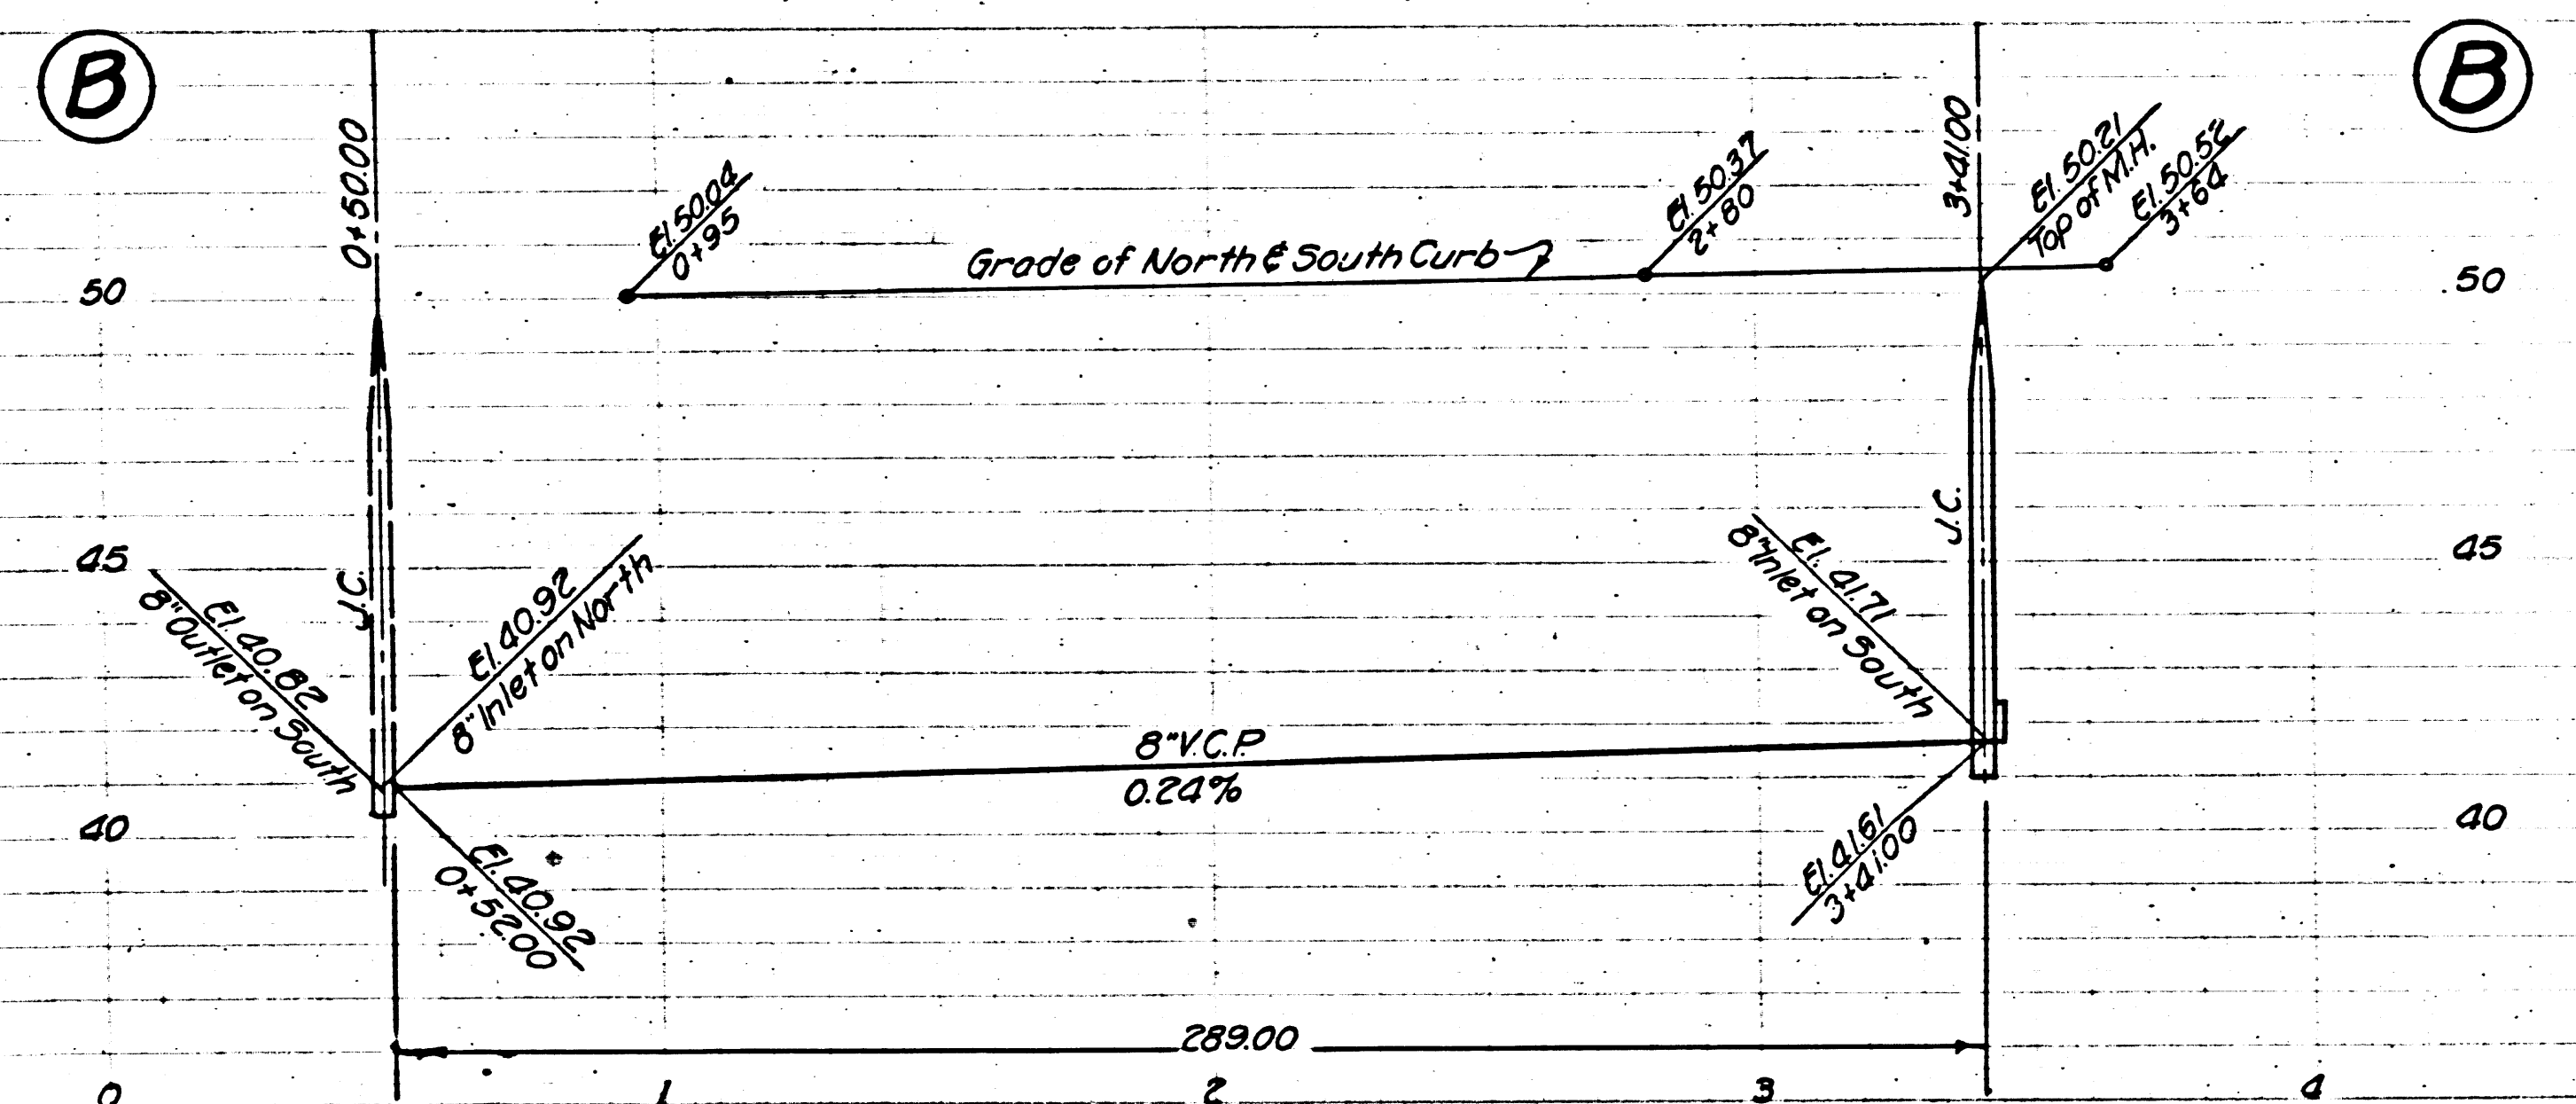 B
B
0+50.00
3+41.00
El. 50.04
0+95
Grade of North & South Curb
El. 50.37
2+80
El. 50.21
Top of M.H.
El. 50.52
3+64
50
50
45
45
J.C.
J.C.
El. 40.82
8" Outlet on South
El. 40.92
8" Inlet on North
El. 41.71
8" Inlet on South
8" V.C.P.
0.24%
40
40
El. 40.92
0+52.00
El. 41.61
3+41.00
289.00
0
1
2
3
4